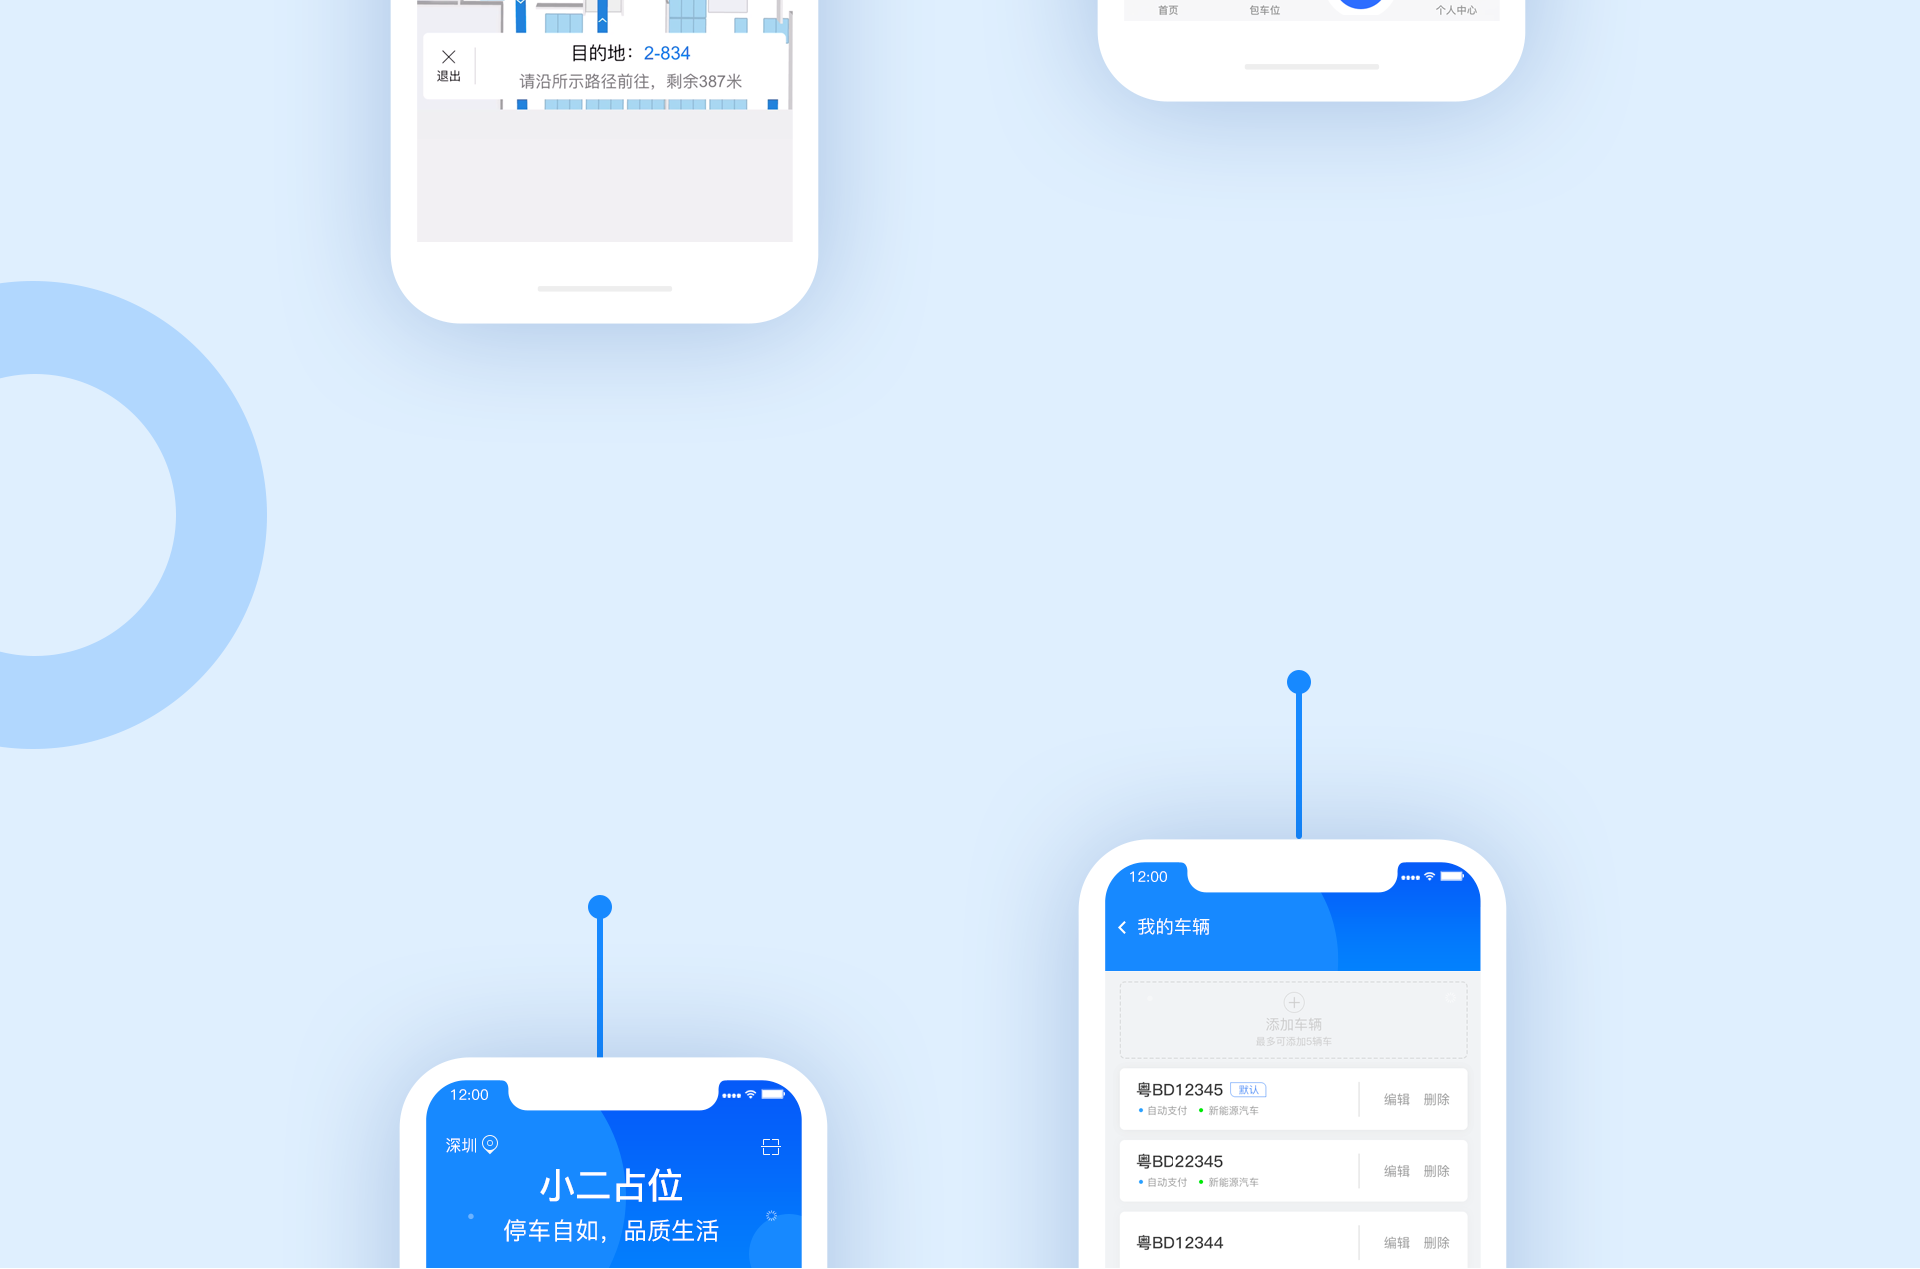 目的地：2-834
退出
请沿所示路径前往，剩余387米
首页
包车位
个人中心
12:00
我的车辆
添加车辆
最多可添加5辆车
粤BD12345 默认
自动支付 新能源汽车
编辑 删除
粤BD22345
自动支付 新能源汽车
编辑 删除
粤BD12344
编辑 删除
12:00
深圳
小二占位
停车自如，品质生活